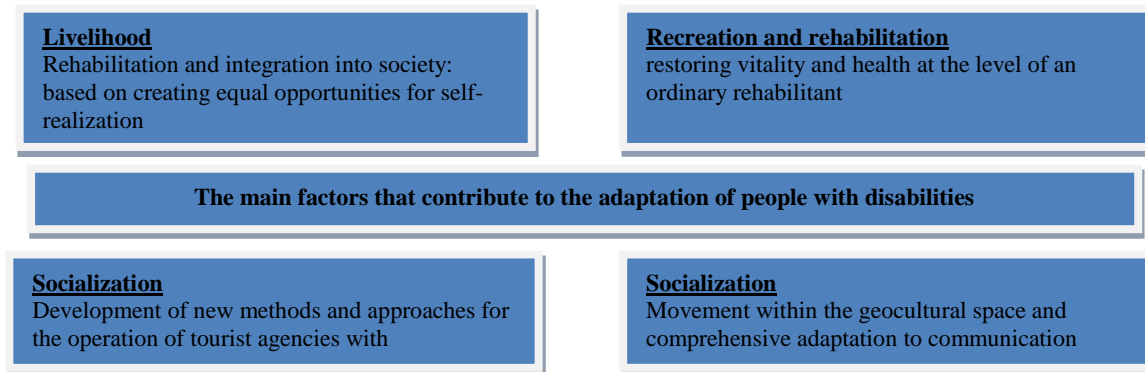 Livelihood
Rehabilitation and integration into society:
based on creating equal opportunities for self-
realization
Recreation and rehabilitation
restoring vitality and health at the level of an
ordinary rehabilitant
The main factors that contribute to the adaptation of people with disabilities
Socialization
Development of new methods and approaches for
the operation of tourist agencies with
Socialization
Movement within the geocultural space and
comprehensive adaptation to communication